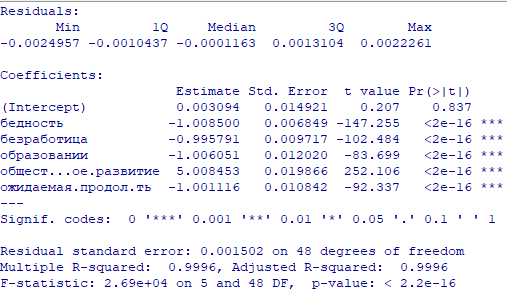 Residuals:
       Min         1Q     Median         3Q        Max
-0.0024957 -0.0010437 -0.0001163  0.0013104  0.0022261

Coefficients:
                       Estimate Std. Error  t value Pr(>|t|)
(Intercept)            0.003094   0.014921    0.207    0.837
бедность              -1.008500   0.006849 -147.255   <2e-16 ***
безработица           -0.995791   0.009717 -102.484   <2e-16 ***
образовании           -1.006051   0.012020  -83.699   <2e-16 ***
общест...ое.развитие   5.008453   0.019866  252.106   <2e-16 ***
ожидаемая.продол.ть   -1.001116   0.010842  -92.337   <2e-16 ***
---
Signif. codes:  0 '***' 0.001 '**' 0.01 '*' 0.05 '.' 0.1 ' ' 1

Residual standard error: 0.001502 on 48 degrees of freedom
Multiple R-squared:  0.9996, Adjusted R-squared:  0.9996
F-statistic: 2.69e+04 on 5 and 48 DF,  p-value: < 2.2e-16